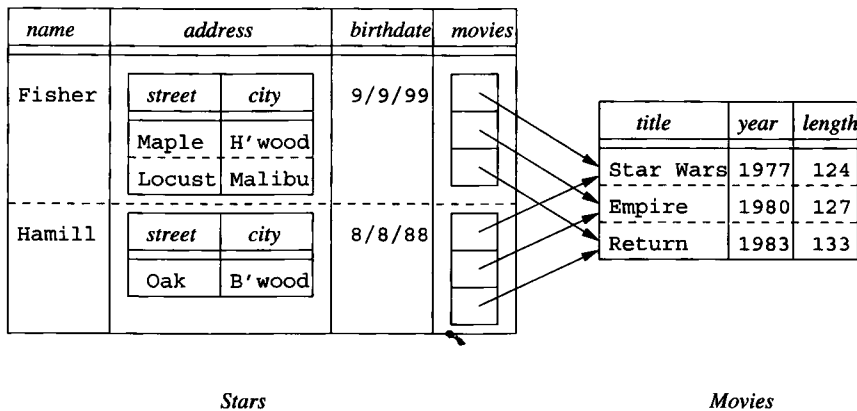 name address birthdate movies
Fisher street city 9/9/99
Maple H'wood
Locust Malibu
Hamill street city 8/8/88
Oak B'wood
title year length
Star Wars 1977 124
Empire 1980 127
Return 1983 133
Stars Movies